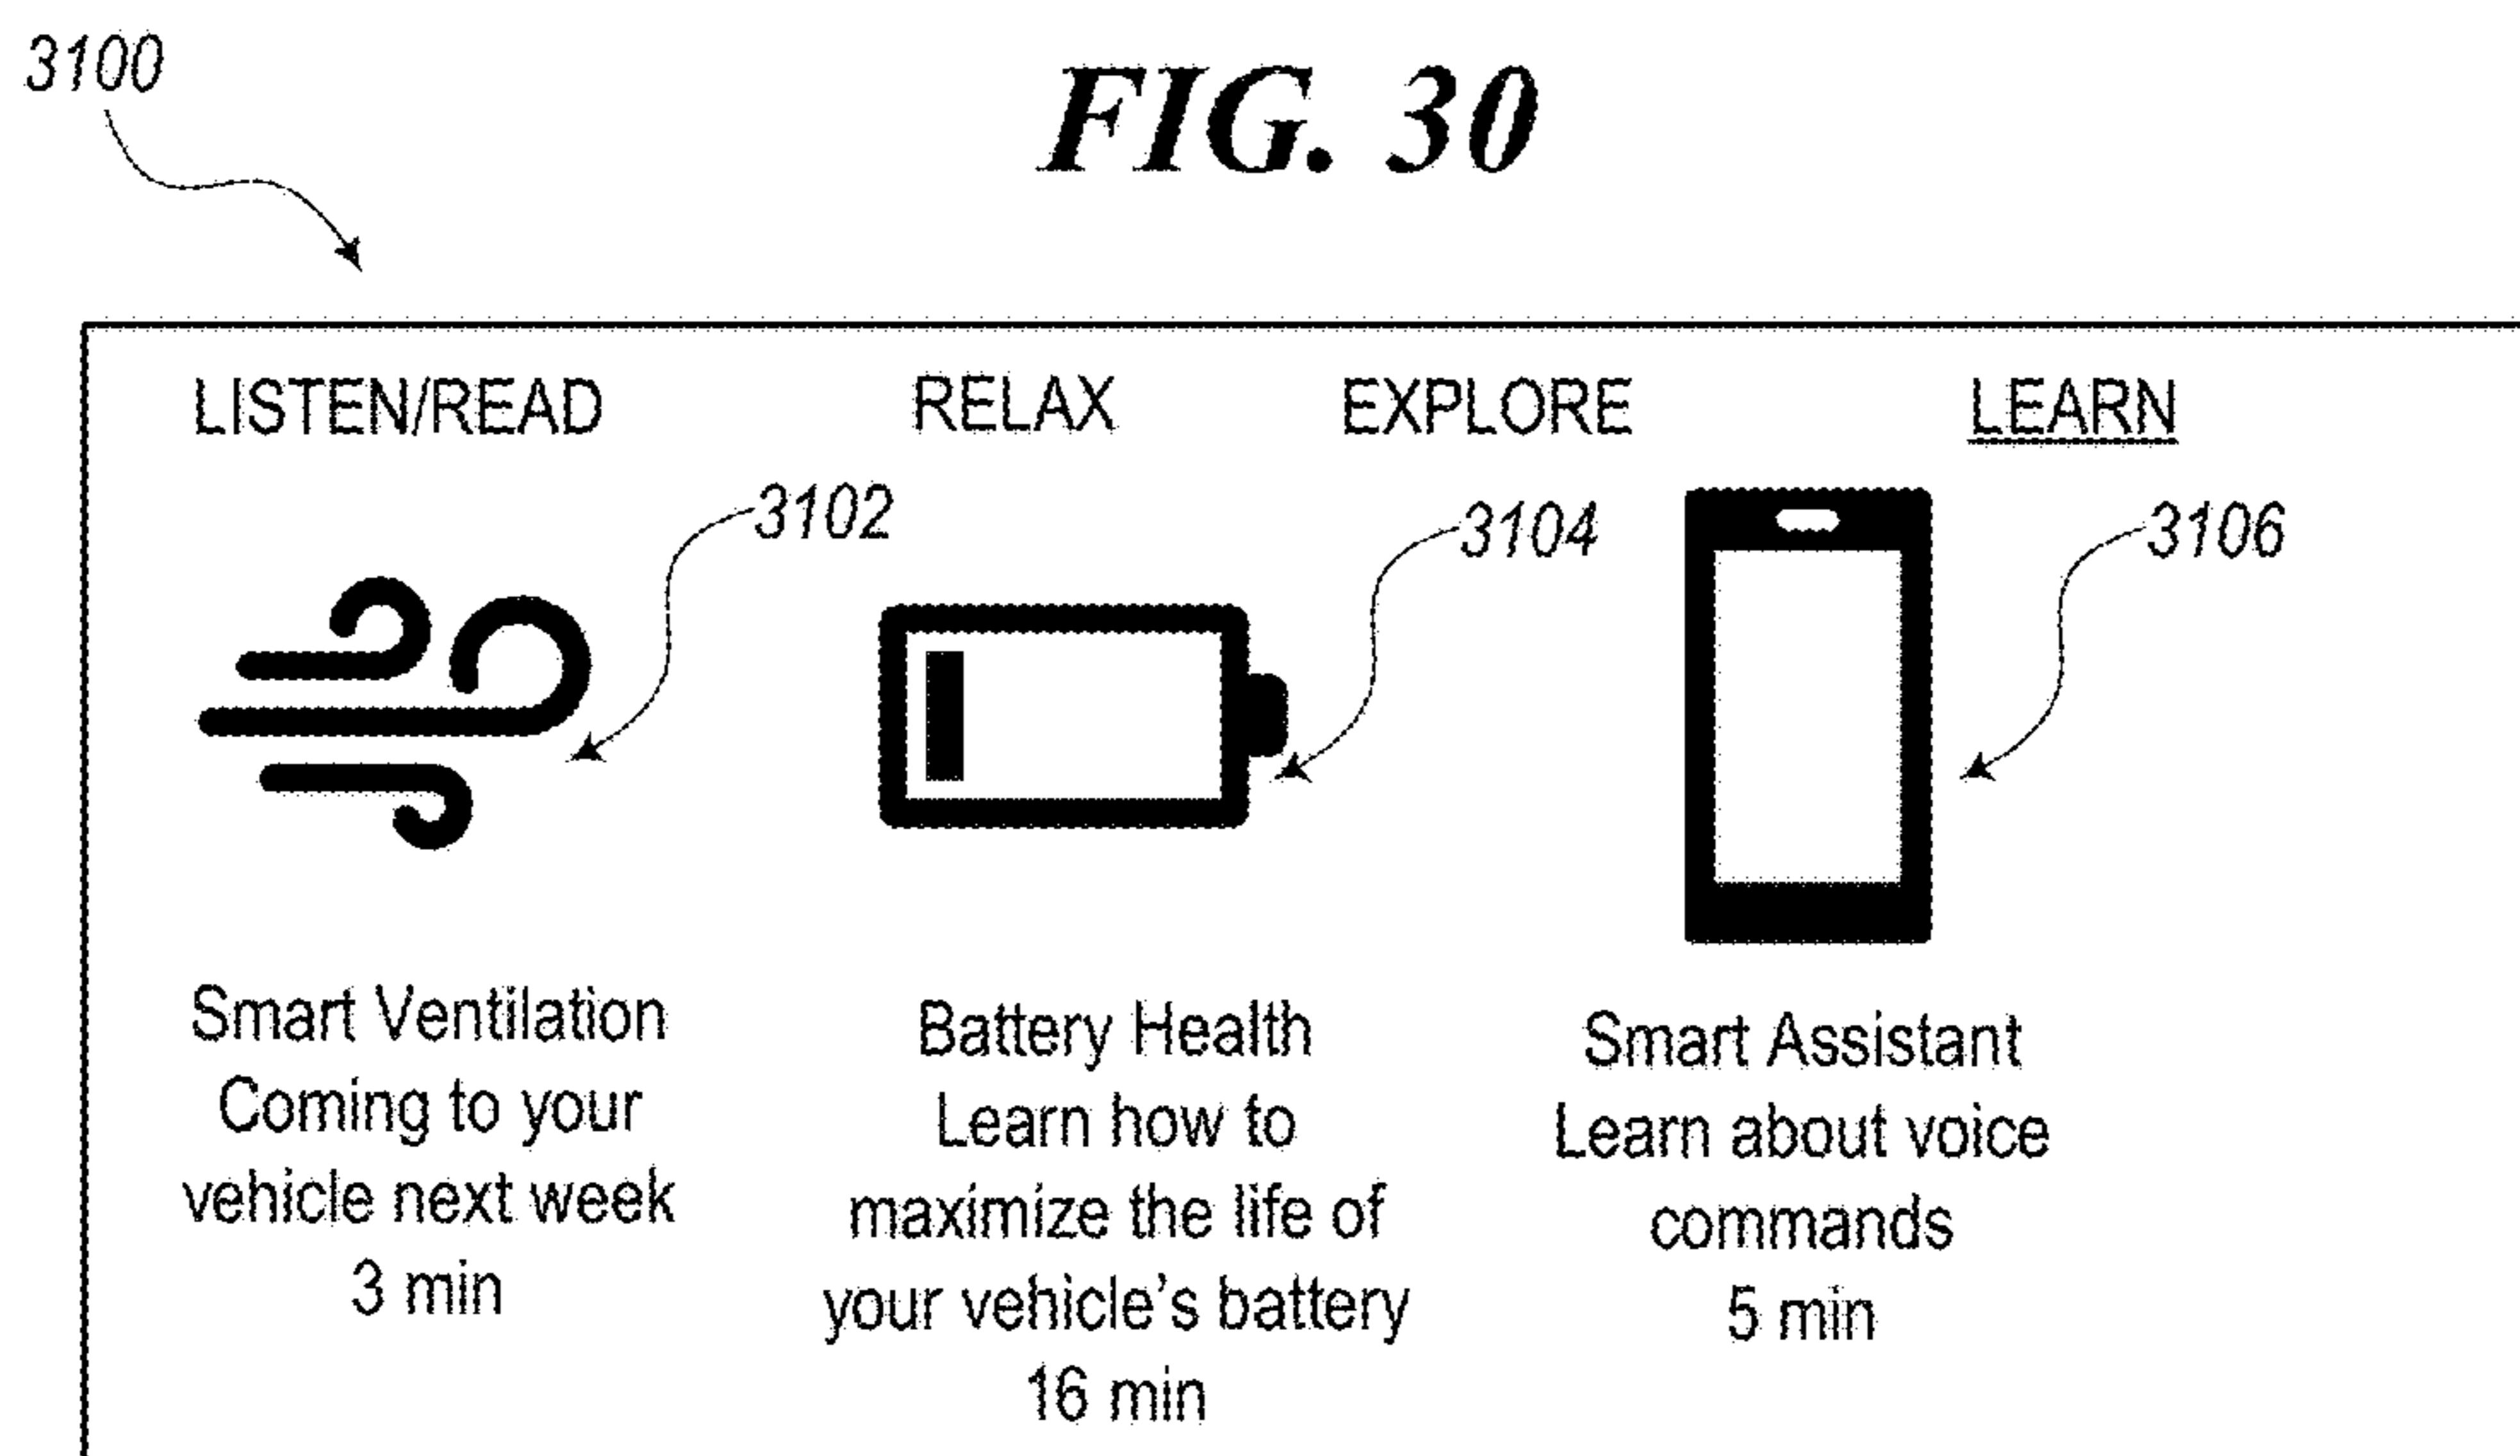 3100
FIG. 30
LISTEN/READ RELAX EXPLORE LEARN
3102 3104 3106
Smart Ventilation
Coming to your
vehicle next week
3 min
Battery Health
Learn how to
maximize the life of
your vehicle's battery
16 min
Smart Assistant
Learn about voice
commands
5 min